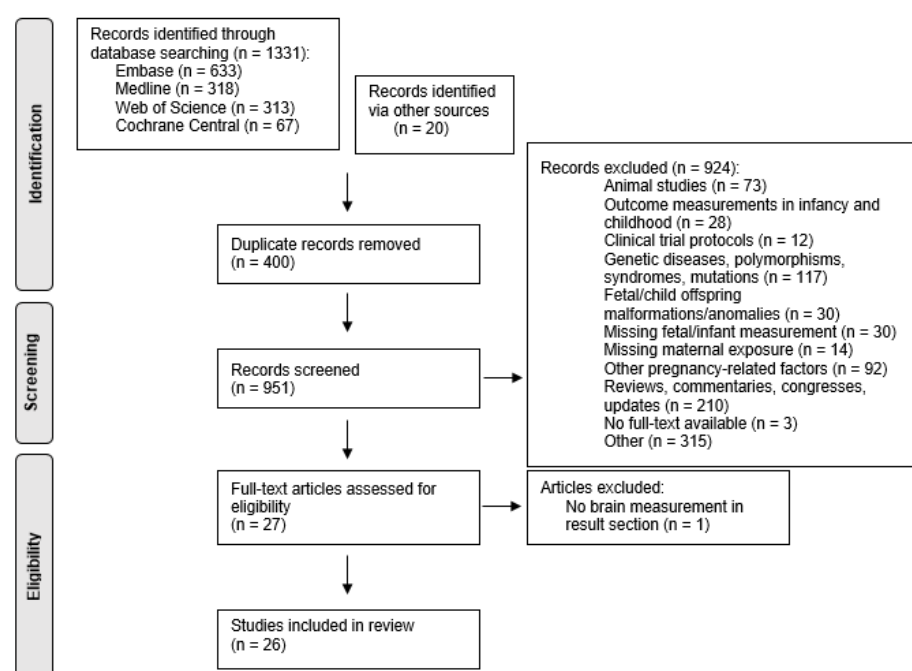 Identification
Records identified through
database searching (n = 1331):
Embase (n = 633)
Medline (n = 318)
Web of Science (n = 313)
Cochrane Central (n = 67)
Records identified
via other sources
(n = 20)
Duplicate records removed
(n = 400)
Screening
Records screened
(n = 951)
Records excluded (n = 924):
Animal studies (n = 73)
Outcome measurements in infancy and
childhood (n = 28)
Clinical trial protocols (n = 12)
Genetic diseases, polymorphisms,
syndromes, mutations (n = 117)
Fetal/child offspring
malformations/anomalies (n = 30)
Missing fetal/infant measurement (n = 30)
Missing maternal exposure (n = 14)
Other pregnancy-related factors (n = 92)
Reviews, commentaries, congresses,
updates (n = 210)
No full-text available (n = 3)
Other (n = 315)
Eligibility
Full-text articles assessed for
eligibility
(n = 27)
Articles excluded:
No brain measurement in
result section (n = 1)
Studies included in review
(n = 26)